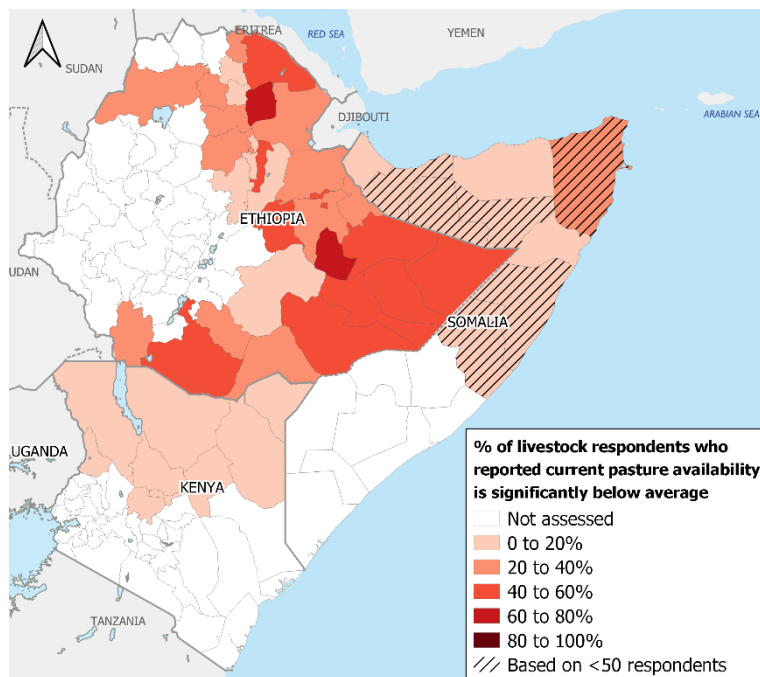 ERITREA
RED SEA
YEMEN
SUDAN
DJIBOUTI
ARABIAN SEA
ETHIOPIA
UDAN
SOMALIA
UGANDA
KENYA
TANZANIA
% of livestock respondents who
reported current pasture availability
is significantly below average
Not assessed
0 to 20%
20 to 40%
40 to 60%
60 to 80%
80 to 100%
Based on <50 respondents